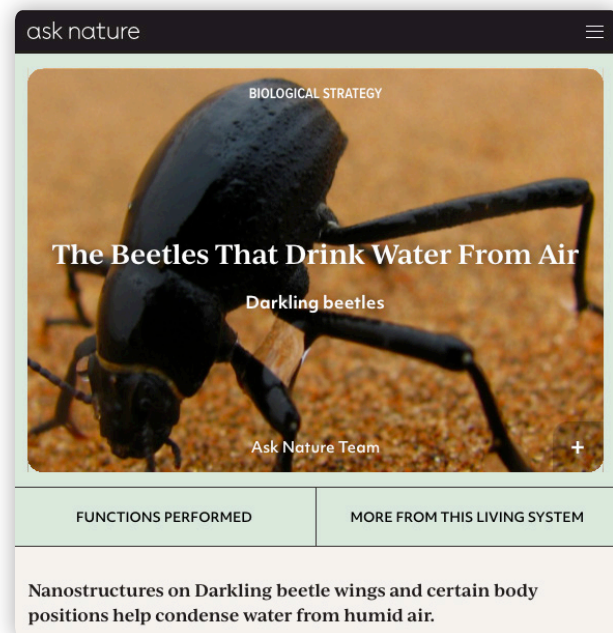 ask nature
BIOLOGICAL STRATEGY
The Beetles That Drink Water From Air
Darkling beetles
Ask Nature Team
+
FUNCTIONS PERFORMED
MORE FROM THIS LIVING SYSTEM
Nanostructures on Darkling beetle wings and certain body
positions help condense water from humid air.